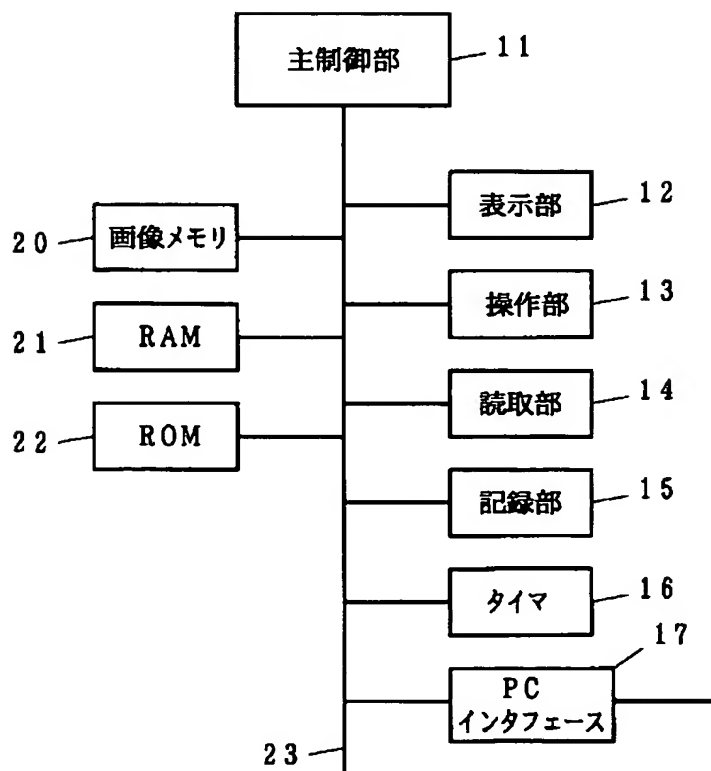 主制御部
11
表示部
12
20
画像メモリ
操作部
13
21
RAM
読取部
14
22
ROM
記録部
15
タイマ
16
17
PC
インタフェース
23